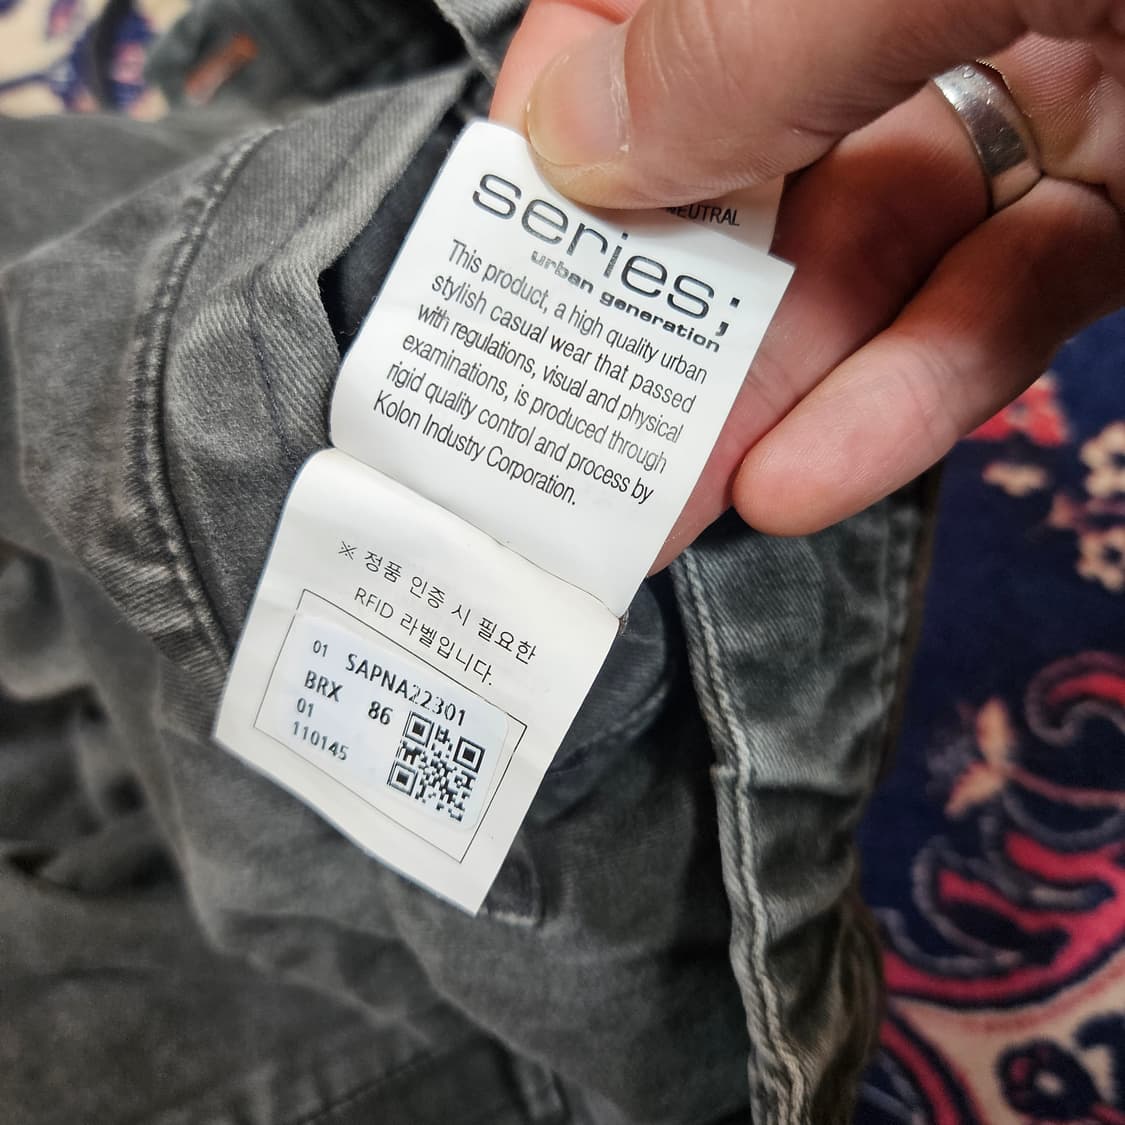 NEUTRAL
series;
urban generation
This product, a high quality urban
stylish casual wear that passed
with regulations, visual and physical
examinations, is produced through
rigid quality control and process by
Kolon Industry Corporation.
※ 정품 인증 시 필요한
RFID 라벨입니다.
01 SAPNA22301
BRX 86
01
110145